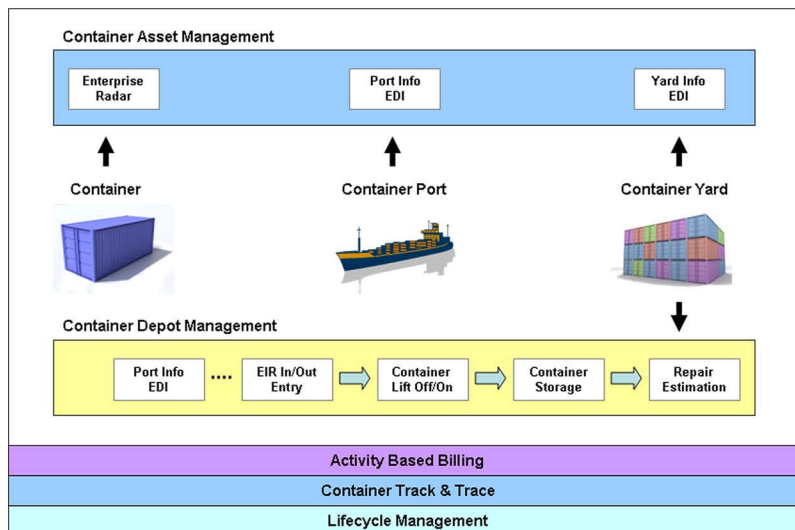 Container Asset Management
Enterprise
Radar
Port Info
EDI
Yard Info
EDI
Container
Container Port
Container Yard
Container Depot Management
Port Info
EDI
....
EIR In/Out
Entry
Container
Lift Off/On
Container
Storage
Repair
Estimation
Activity Based Billing
Container Track & Trace
Lifecycle Management